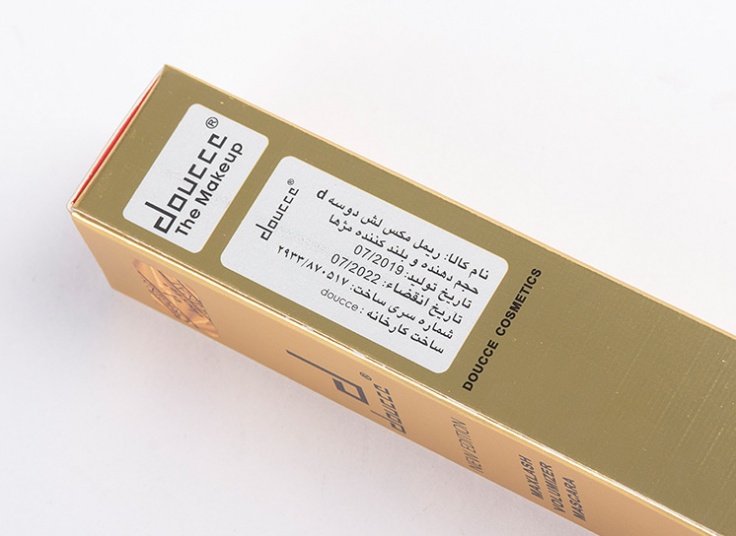 doucce®
The Makeup
doucce®
نام کالا: ریمل مکس لش دوسه d
حجم دهنده و بلند کننده مژها
تاریخ تولید: 07/2019
تاریخ انقضاء: 07/2022
شماره سری ساخت: ۲۹۳۳/۸۷۰۵۱۷
ساخت کارخانه: doucce
DOUCCE COSMETICS
d
doucce®
NEW EDITION
MAXLASH
VOLUMIZER
MASCARA